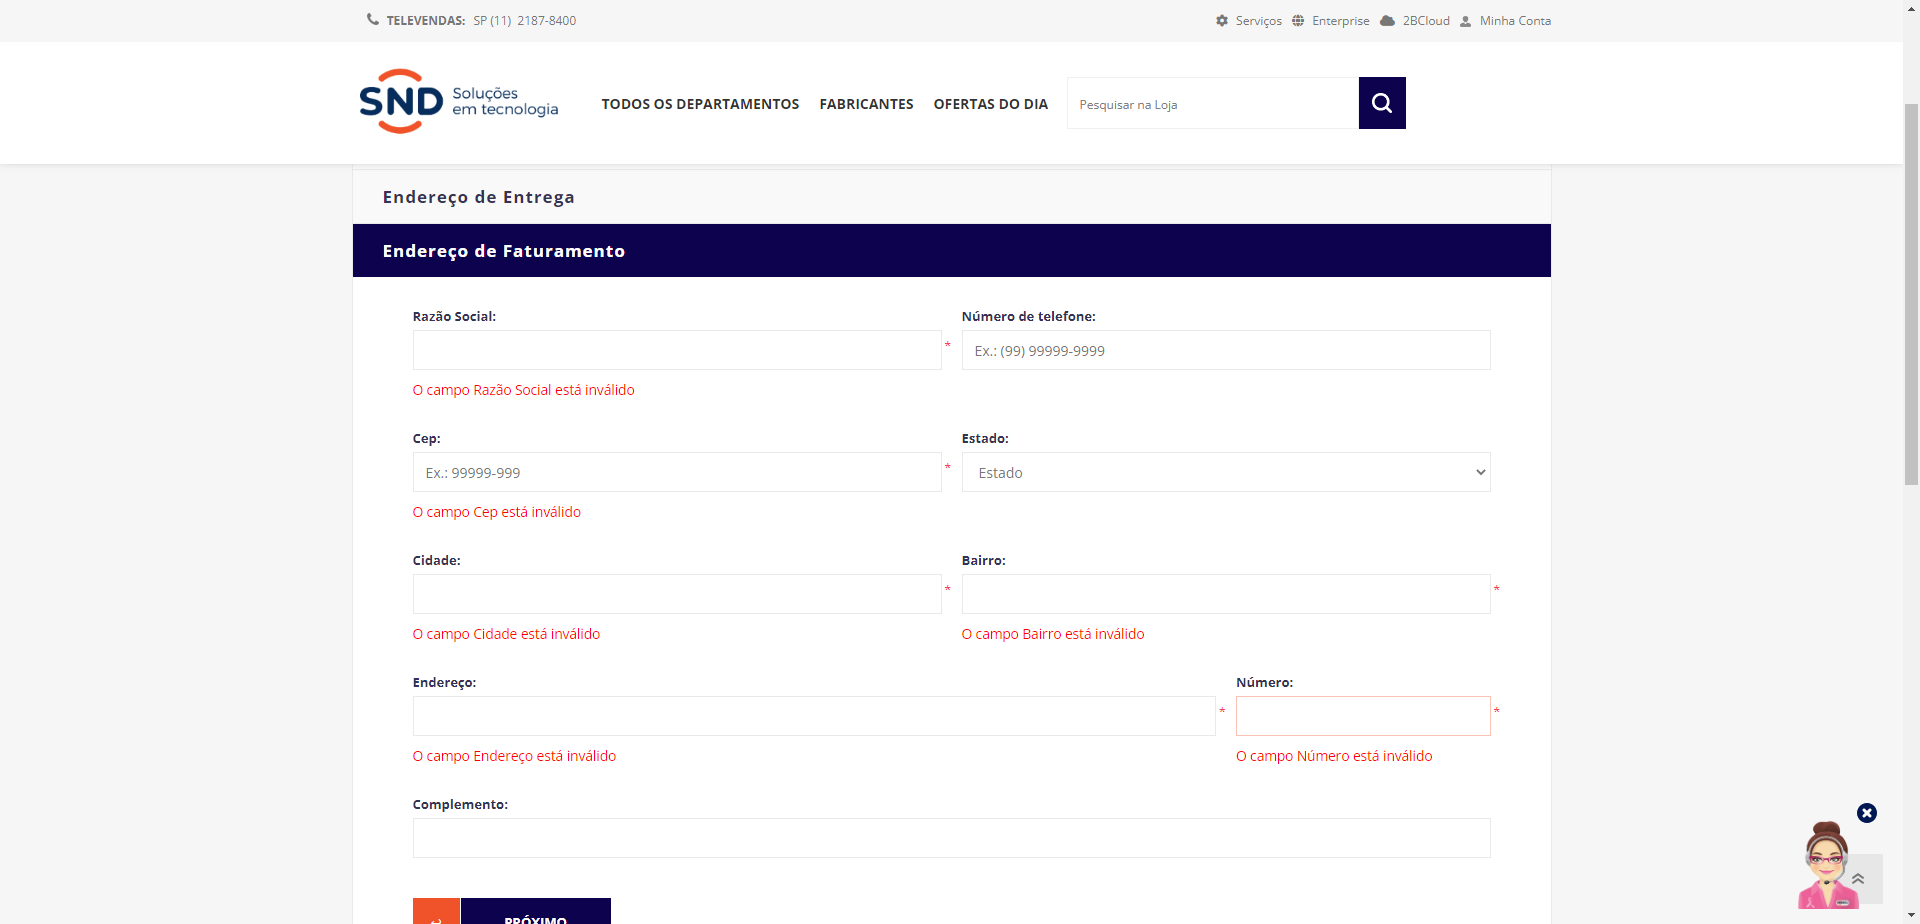 TELEVENDAS: SP (11) 2187-8400
Serviços Enterprise 2BCloud Minha Conta
SND Soluções
em tecnologia
TODOS OS DEPARTAMENTOS FABRICANTES OFERTAS DO DIA Pesquisar na Loja
Endereço de Entrega
Endereço de Faturamento
Razão Social: Número de telefone:
* Ex.: (99) 99999-9999
O campo Razão Social está inválido
Cep: Estado:
Ex.: 99999-999 * Estado
O campo Cep está inválido
Cidade: Bairro:
* *
O campo Cidade está inválido O campo Bairro está inválido
Endereço: Número:
* *
O campo Endereço está inválido O campo Número está inválido
Complemento:
PRÓXIMO